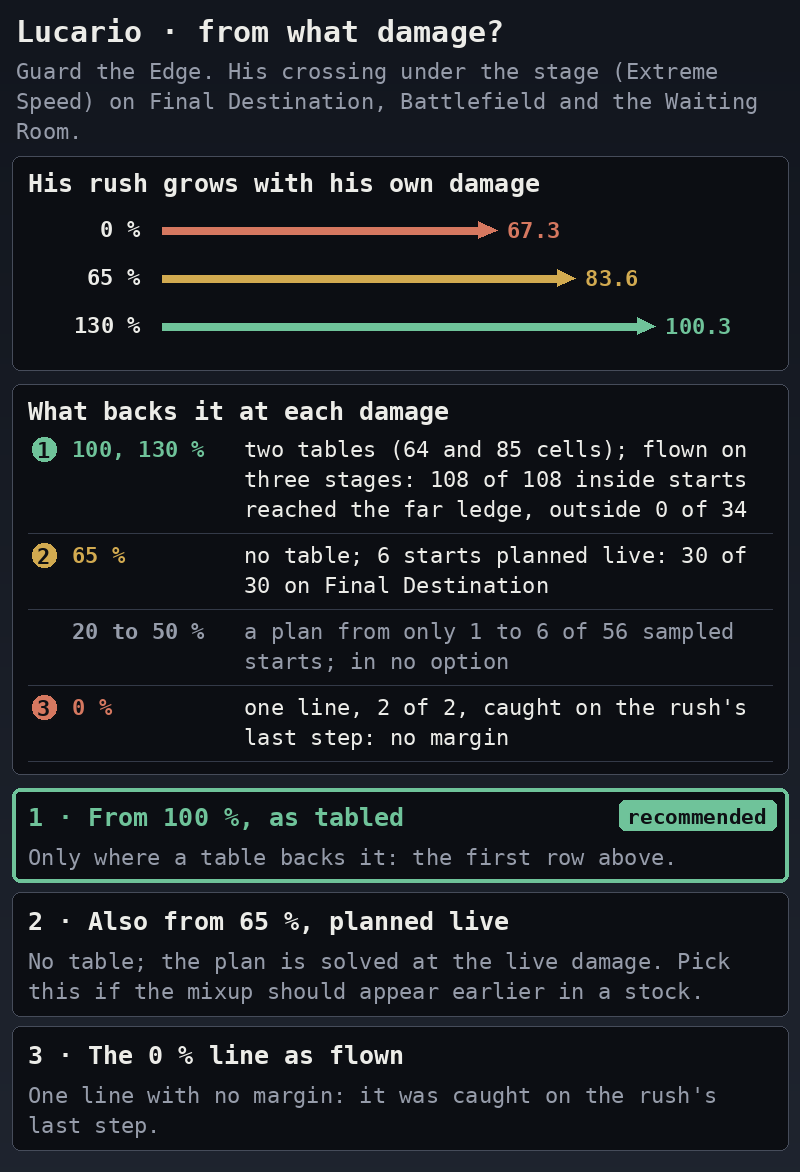 Lucario · from what damage?
Guard the Edge. His crossing under the stage (Extreme
Speed) on Final Destination, Battlefield and the Waiting
Room.
His rush grows with his own damage
0 % 67.3
65 % 83.6
130 % 100.3
What backs it at each damage
1 100, 130 % two tables (64 and 85 cells); flown on
three stages: 108 of 108 inside starts
reached the far ledge, outside 0 of 34
2 65 % no table; 6 starts planned live: 30 of
30 on Final Destination
20 to 50 % a plan from only 1 to 6 of 56 sampled
starts; in no option
3 0 % one line, 2 of 2, caught on the rush's
last step: no margin
1 · From 100 %, as tabled recommended
Only where a table backs it: the first row above.
2 · Also from 65 %, planned live
No table; the plan is solved at the live damage. Pick
this if the mixup should appear earlier in a stock.
3 · The 0 % line as flown
One line with no margin: it was caught on the rush's
last step.